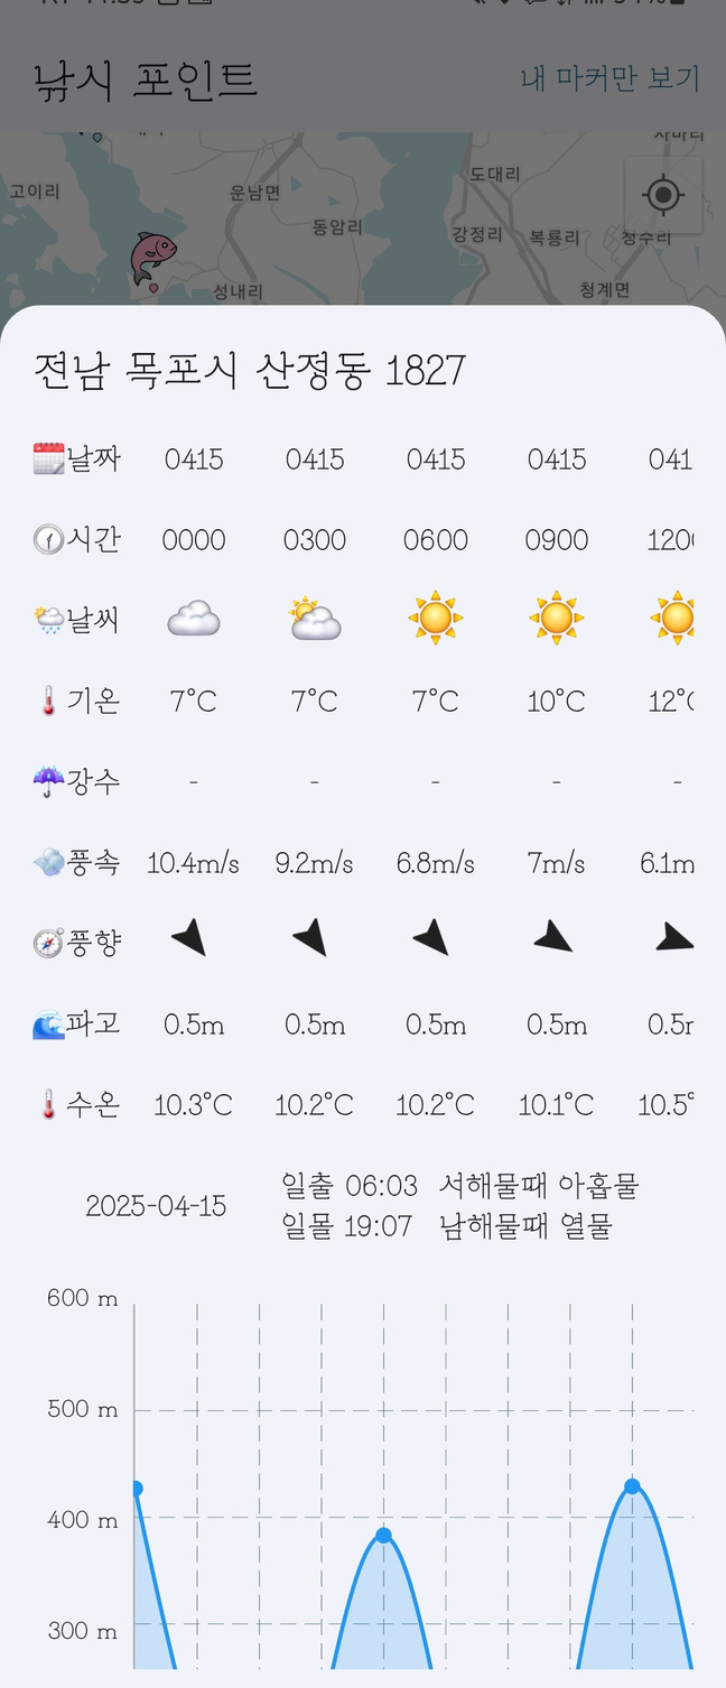 낚시 포인트
내 마커만 보기
고이리
운남면
동암리
도대리
강정리
복룡리
청수리
성내리
청계면
전남 목포시 산정동 1827
날짜 0415 0415 0415 0415 041
시간 0000 0300 0600 0900 120
날씨
기온 7°C 7°C 7°C 10°C 12°C
강수 - - - - -
풍속 10.4m/s 9.2m/s 6.8m/s 7m/s 6.1m
풍향
파고 0.5m 0.5m 0.5m 0.5m 0.5
수온 10.3°C 10.2°C 10.2°C 10.1°C 10.5°
2025-04-15
일출 06:03 서해물때 아홉물
일몰 19:07 남해물때 열물
600 m
500 m
400 m
300 m